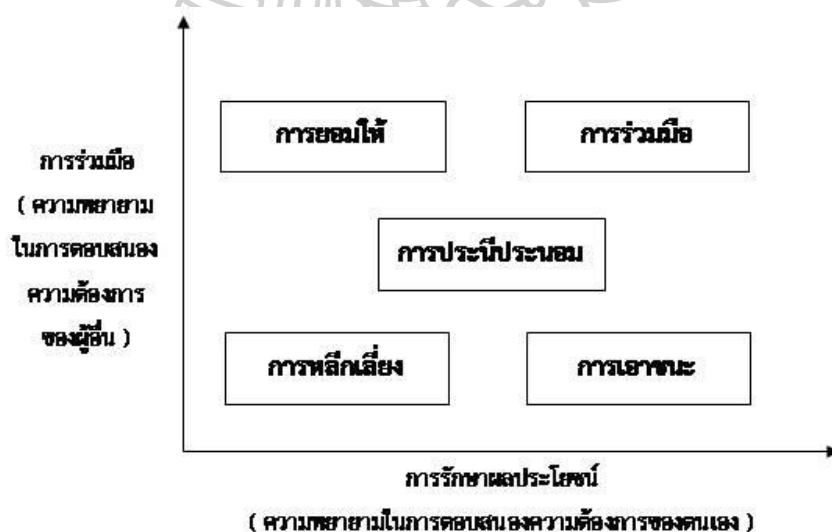 การยอมให้
การร่วมมือ
การร่วมมือ
( ความพยายาม
ในการตอบสนอง
ความต้องการ
ของผู้อื่น )
การประนีประนอม
การหลีกเลี่ยง
การเอาชนะ
การรักษาผลประโยชน์
( ความพยายามในการตอบสนองความต้องการของตนเอง )